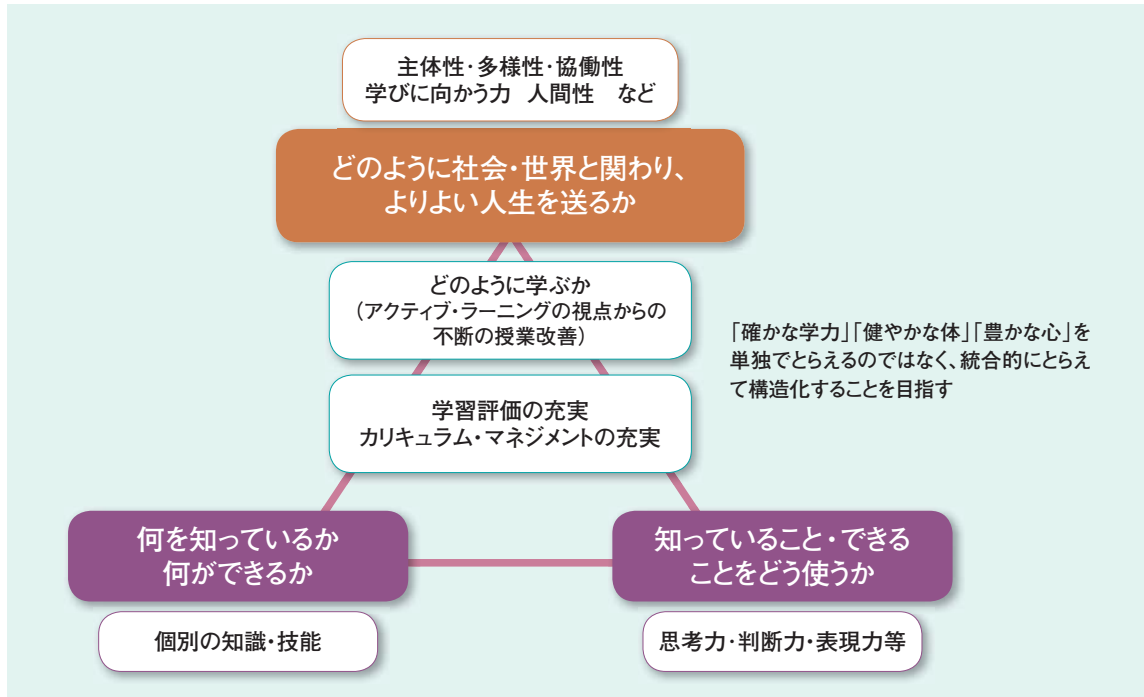 主体性・多様性・協働性
学びに向かう力　人間性　など
どのように社会・世界と関わり、
よりよい人生を送るか
どのように学ぶか
（アクティブ・ラーニングの視点からの
不断の授業改善）
「確かな学力」「健やかな体」「豊かな心」を
単独でとらえるのではなく、統合的にとらえ
て構造化することを目指す
学習評価の充実
カリキュラム・マネジメントの充実
何を知っているか
何ができるか
知っていること・できる
ことをどう使うか
個別の知識・技能
思考力・判断力・表現力等